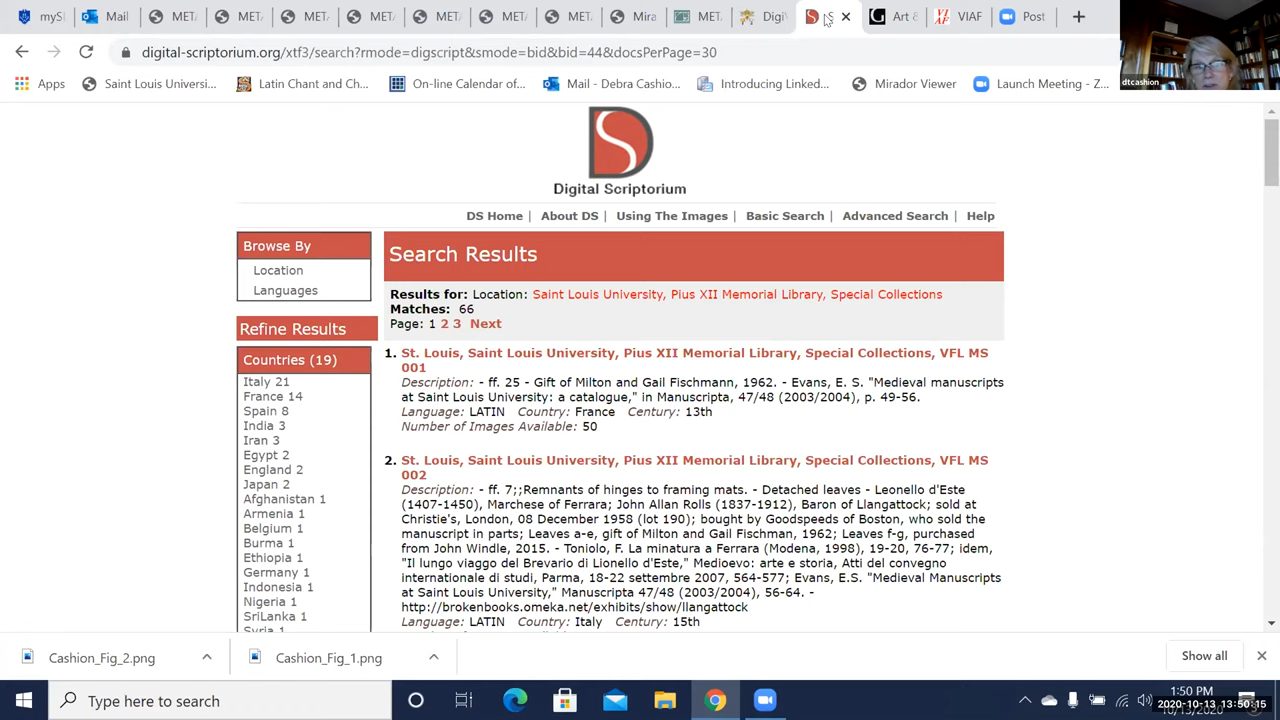 myS
Mail
META
META
META
META
META
META
META
Mira
MET
Digi
S
Art &
VIAF
Post
digital-scriptorium.org/xtf3/search?rmode=digscript&smode=bid&bid=44&docsPerPage=30
Apps
Saint Louis Universi...
Latin Chant and Ch...
On-line Calendar of...
Mail - Debra Cashio...
Introducing Linked...
Mirador Viewer
Launch Meeting - Z...
dtcashion
Digital Scriptorium
DS Home | About DS | Using The Images | Basic Search | Advanced Search | Help
Browse By
Location
Languages
Refine Results
Countries (19)
Italy 21
France 14
Spain 8
India 3
Iran 3
Egypt 2
England 2
Japan 2
Afghanistan 1
Armenia 1
Belgium 1
Burma 1
Ethiopia 1
Germany 1
Indonesia 1
Nigeria 1
SriLanka 1
Syria 1
Search Results
Results for: Location: Saint Louis University, Pius XII Memorial Library, Special Collections
Matches: 66
Page: 1 2 3 Next
1. St. Louis, Saint Louis University, Pius XII Memorial Library, Special Collections, VFL MS
001
Description: - ff. 25 - Gift of Milton and Gail Fischmann, 1962. - Evans, E. S. "Medieval manuscripts
at Saint Louis University: a catalogue," in Manuscripta, 47/48 (2003/2004), p. 49-56.
Language: LATIN Country: France Century: 13th
Number of Images Available: 50
2. St. Louis, Saint Louis University, Pius XII Memorial Library, Special Collections, VFL MS
002
Description: - ff. 7;;Remnants of hinges to framing mats. - Detached leaves - Leonello d'Este
(1407-1450), Marchese of Ferrara; John Allan Rolls (1837-1912), Baron of Llangattock; sold at
Christie's, London, 08 December 1958 (lot 190); bought by Goodspeeds of Boston, who sold the
manuscript in parts; Leaves a-e, gift of Milton and Gail Fischman, 1962; Leaves f-g, purchased
from John Windle, 2015. - Toniolo, F. La minatura a Ferrara (Modena, 1998), 19-20, 76-77; idem,
"Il lungo viaggo del Brevario di Lionello d'Este," Medioevo: arte e storia, Atti del convegno
internationale di studi, Parma, 18-22 settembre 2007, 564-577; Evans, E.S. "Medieval Manuscripts
at Saint Louis University," Manuscripta 47/48 (2003/2004), 56-64. -
http://brokenbooks.omeka.net/exhibits/show/llangattock
Language: LATIN Country: Italy Century: 15th
Cashion_Fig_2.png
Cashion_Fig_1.png
Show all
Type here to search
1:50 PM
2020-10-13 13:50:15